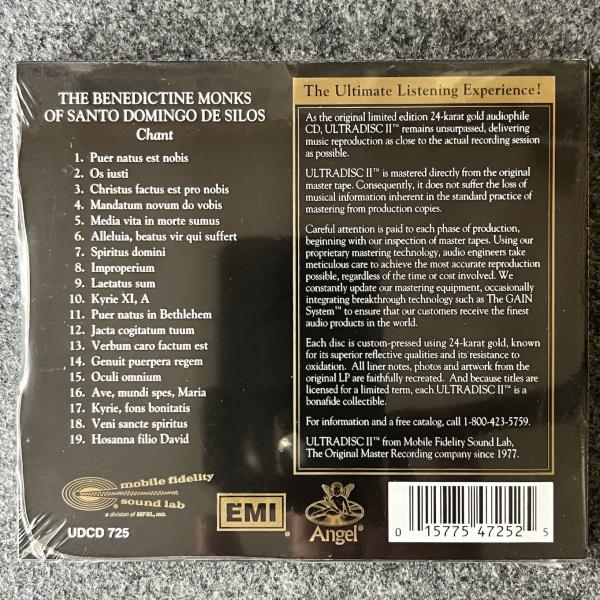 THE BENEDICTINE MONKS
OF SANTO DOMINGO DE SILOS
Chant
1. Puer natus est nobis
2. Os iusti
3. Christus factus est pro nobis
4. Mandatum novum do vobis
5. Media vita in morte sumus
6. Alleluia, beatus vir qui suffert
7. Spiritus domini
8. Improperium
9. Laetatus sum
10. Kyrie XI, A
11. Puer natus in Bethlehem
12. Jacta cogitatum tuum
13. Verbum caro factum est
14. Genuit puerpera regem
15. Oculi omnium
16. Ave, mundi spes, Maria
17. Kyrie, fons bonitatis
18. Veni sancte spiritus
19. Hosanna filio David
mobile fidelity
sound lab
a division of MFSL, INC.
UDCD 725
The Ultimate Listening Experience!
As the original limited edition 24-karat gold audiophile
CD, ULTRADISC II™ remains unsurpassed, delivering
music reproduction as close to the actual recording session
as possible.
ULTRADISC II™ is mastered directly from the original
master tape. Consequently, it does not suffer the loss of
musical information inherent in the standard practice of
mastering from production copies.
Careful attention is paid to each phase of production,
beginning with our inspection of master tapes. Using our
proprietary mastering technology, audio engineers take
meticulous care to achieve the most accurate reproduction
possible, regardless of the time or cost involved. We
constantly update our mastering equipment, occasionally
integrating breakthrough technology such as The GAIN
System™ to ensure that our customers receive the finest
audio products in the world.
Each disc is custom-pressed using 24-karat gold, known
for its superior reflective qualities and its resistance to
oxidation. All liner notes, photos and artwork from the
original LP are faithfully recreated. And because titles are
licensed for a limited term, each ULTRADISC II™ is a
bonafide collectible.
For information and a free catalog, call 1-800-423-5759.
ULTRADISC II™ from Mobile Fidelity Sound Lab,
The Original Master Recording company since 1977.
EMI®
Angel®
0 15775 47252 5